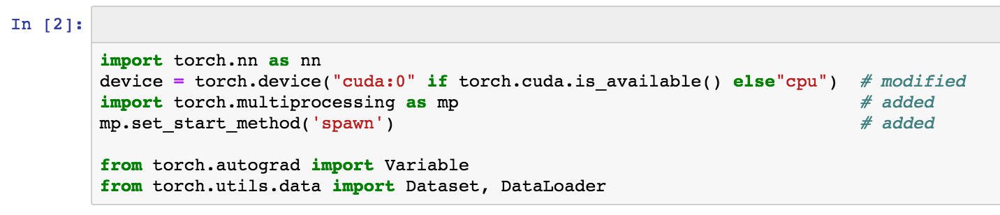 In [2]:
import torch.nn as nn
device = torch.device("cuda:0" if torch.cuda.is_available() else"cpu")  # modified
import torch.multiprocessing as mp                                      # added
mp.set_start_method('spawn')                                            # added
from torch.autograd import Variable
from torch.utils.data import Dataset, DataLoader